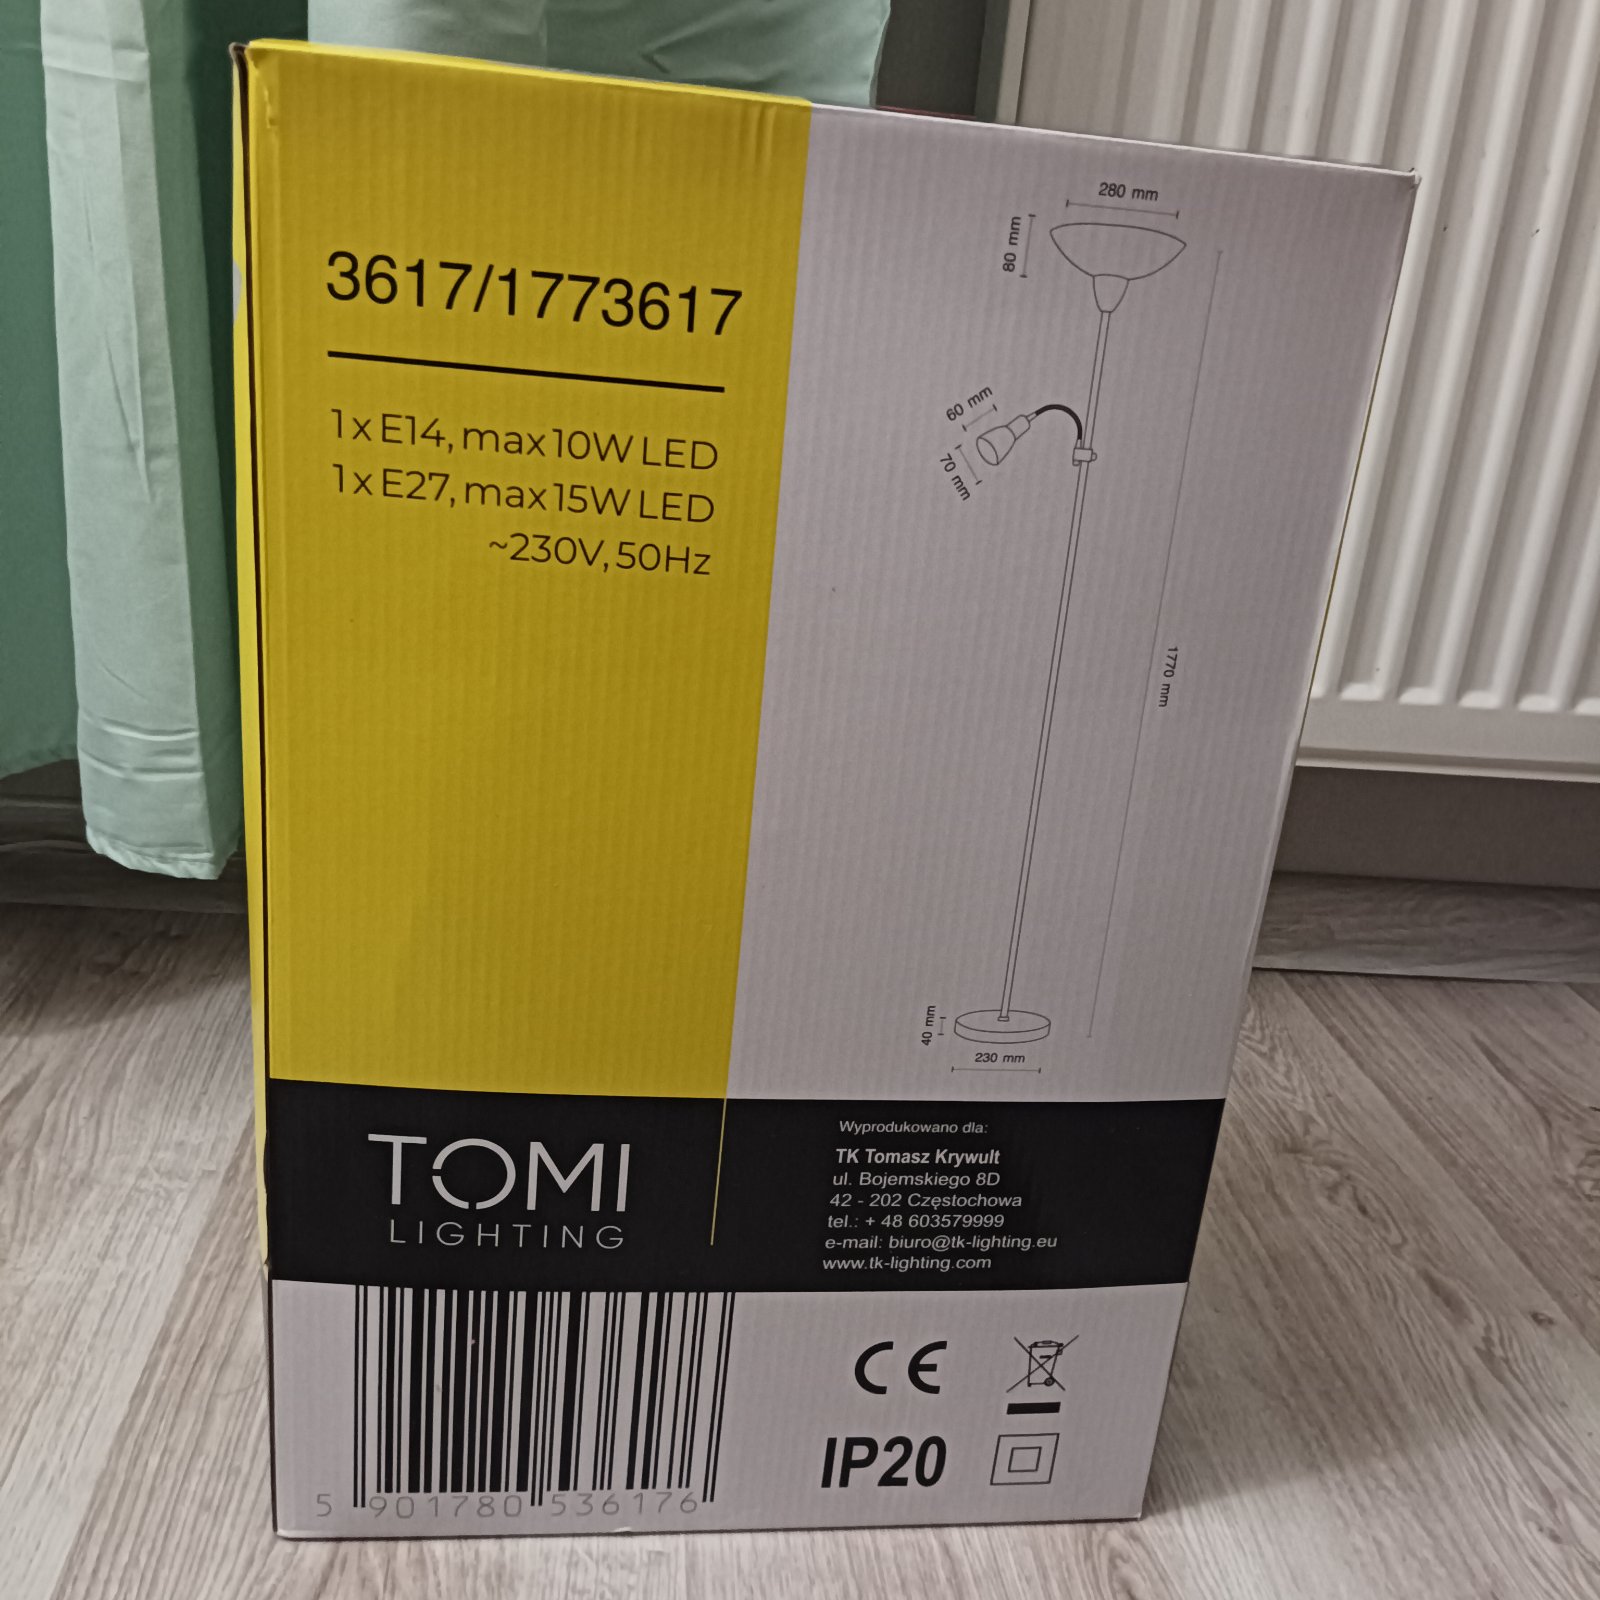 3617/1773617
1 x E14, max 10W LED
1 x E27, max 15W LED
~230V, 50Hz
280 mm
80 mm
60 mm
70 mm
1770 mm
40 mm
230 mm
TOMI
LIGHTING
Wyprodukowano dla:
TK Tomasz Krywult
ul. Bojemskiego 8D
42 - 202 Częstochowa
tel.: + 48 603579999
e-mail: biuro@tk-lighting.eu
www.tk-lighting.com
CE
IP20
5 901780 536176